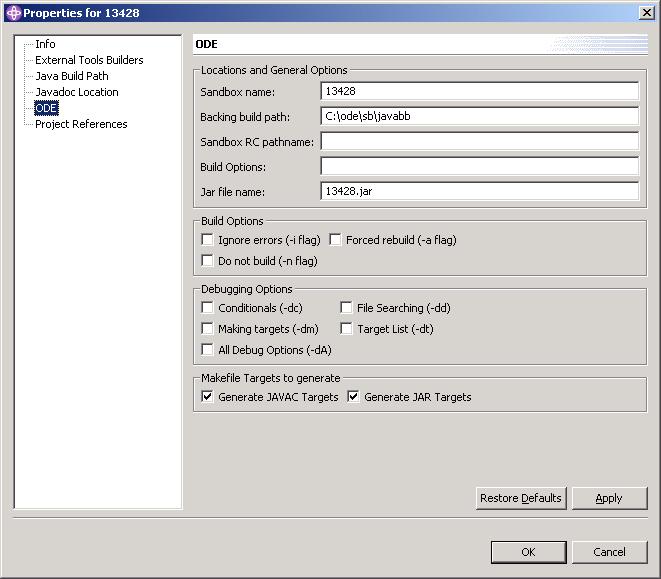 Properties for 13428
Info
External Tools Builders
Java Build Path
Javadoc Location
ODE
Project References
ODE
Locations and General Options
Sandbox name: 13428
Backing build path: C:\ode\sb\javabb
Sandbox RC pathname:
Build Options:
Jar file name: 13428.jar
Build Options
Ignore errors (-i flag) Forced rebuild (-a flag)
Do not build (-n flag)
Debugging Options
Conditionals (-dc) File Searching (-dd)
Making targets (-dm) Target List (-dt)
All Debug Options (-dA)
Makefile Targets to generate
Generate JAVAC Targets Generate JAR Targets
Restore Defaults Apply
OK Cancel